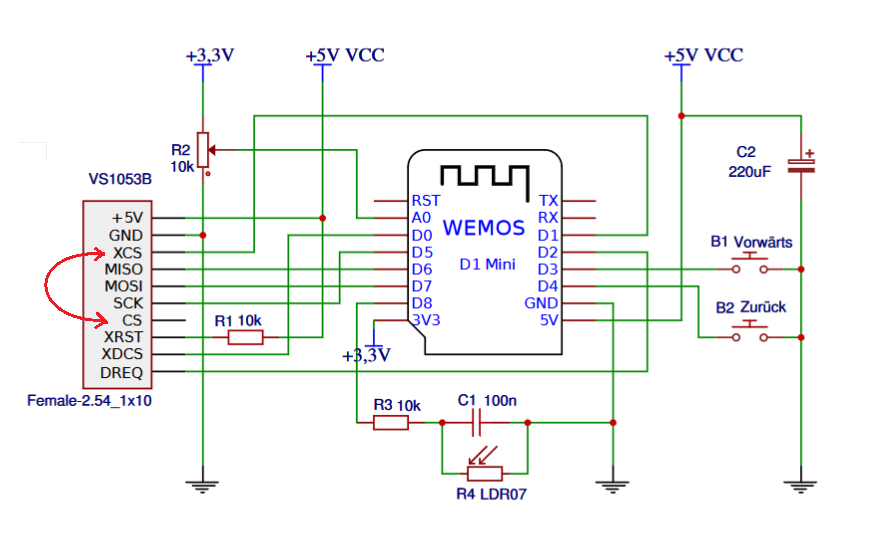 +3,3V
+5V VCC
+5V VCC
R2
10k
C2
220uF
+
VS1053B
+5V
GND
XCS
MISO
MOSI
SCK
CS
XRST
XDCS
DREQ
Female-2.54_1x10
R1 10k
WEMOS
D1 Mini
RST
A0
D0
D5
D6
D7
D8
3V3
TX
RX
D1
D2
D3
D4
GND
5V
+3,3V
B1 Vorwärts
B2 Zurück
R3 10k
C1 100n
R4 LDR07